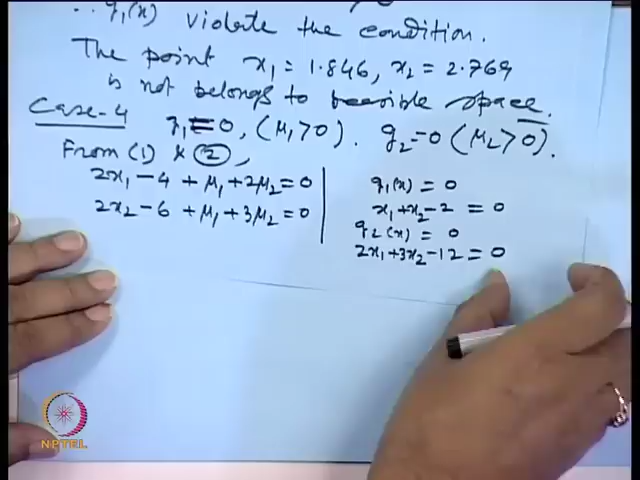 ∴ g₁(x) violate the condition.
The point x₁ = 1.846, x₂ = 2.769
is not belongs to feasible space.
Case-4 g₁ = 0, (μ₁>0). g₂ = 0 (μ₂>0).
From (1) & (2),
2x₁ - 4 + μ₁ + 2μ₂ = 0
2x₂ - 6 + μ₁ + 3μ₂ = 0
g₁(x) = 0
x₁ + x₂ - 2 = 0
g₂(x) = 0
2x₁ + 3x₂ - 12 = 0
NPTEL